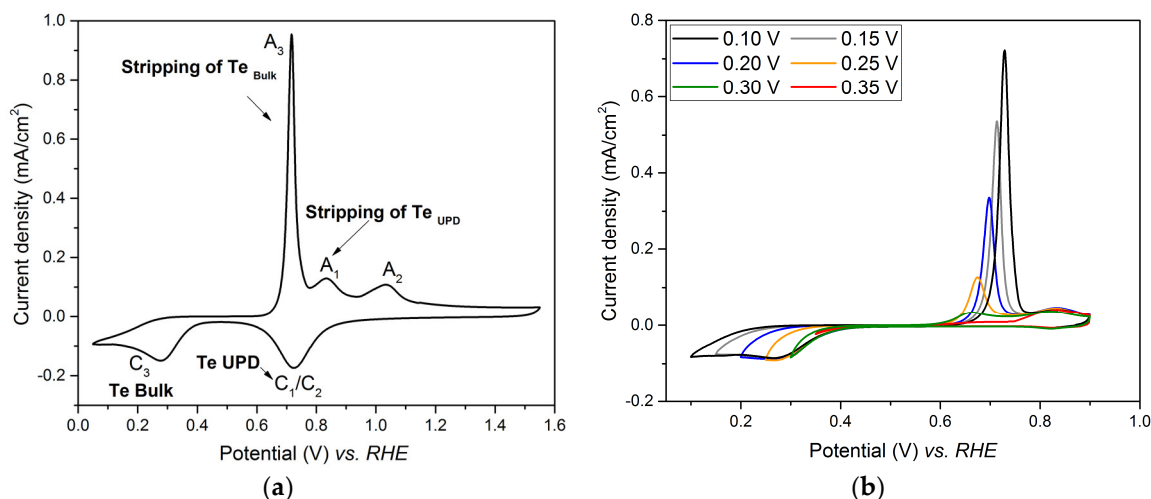 1.0
0.8
0.6
0.4
0.2
0.0
-0.2
Current density (mA/cm²)
A₃
Stripping of Te Bulk
Stripping of Te UPD
A₁
A₂
C₃
Te Bulk
Te UPD
C₁/C₂
0.0 0.2 0.4 0.6 0.8 1.0 1.2 1.4 1.6
Potential (V) vs. RHE
(a)
0.8
0.6
0.4
0.2
0.0
-0.2
Current density (mA/cm²)
0.10 V 0.15 V
0.20 V 0.25 V
0.30 V 0.35 V
0.2 0.4 0.6 0.8 1.0
Potential (V) vs. RHE
(b)